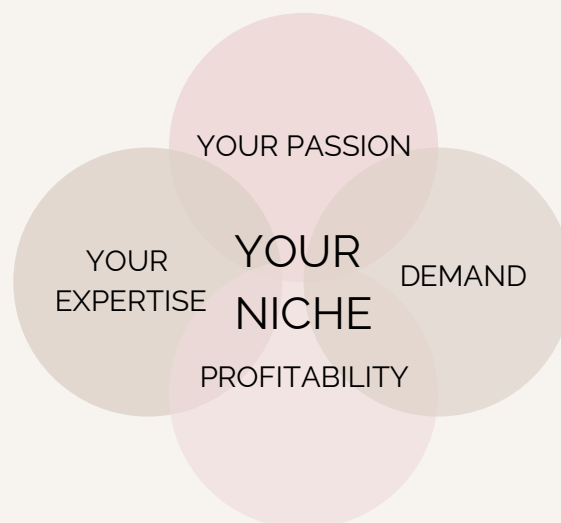 YOUR PASSION
YOUR
EXPERTISE
YOUR
NICHE
DEMAND
PROFITABILITY